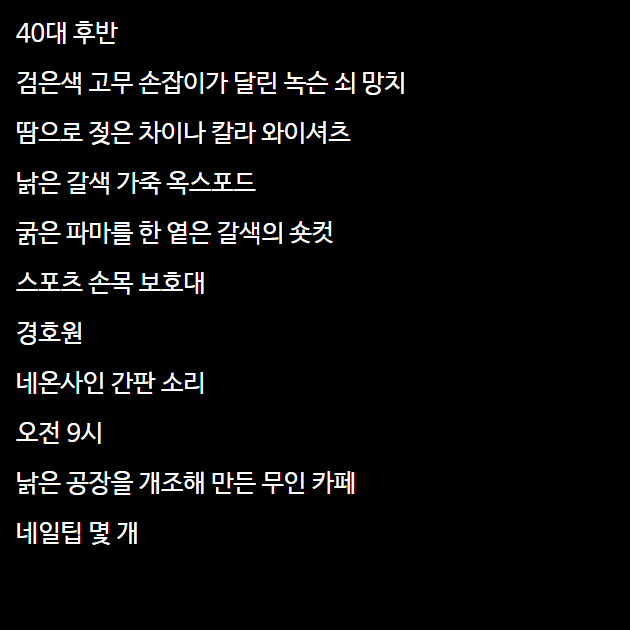 40대 후반
검은색 고무 손잡이가 달린 녹슨 쇠 망치
땀으로 젖은 차이나 칼라 와이셔츠
낡은 갈색 가죽 옥스포드
굵은 파마를 한 옅은 갈색의 숏컷
스포츠 손목 보호대
경호원
네온사인 간판 소리
오전 9시
낡은 공장을 개조해 만든 무인 카페
네일팁 몇 개